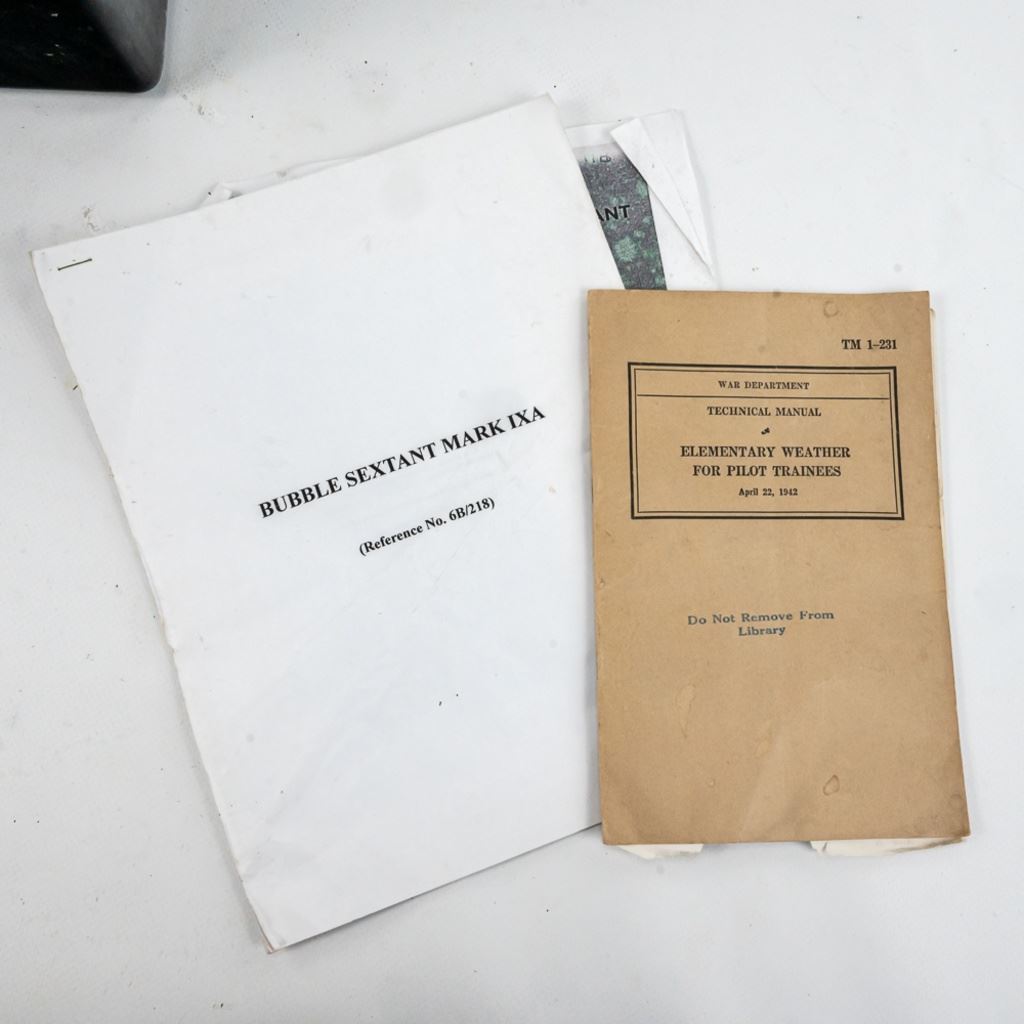 BUBBLE SEXTANT MARK IXA
(Reference No. 6B/218)
TM 1–231
WAR DEPARTMENT
TECHNICAL MANUAL
ELEMENTARY WEATHER
FOR PILOT TRAINEES
April 22, 1942
Do Not Remove From
Library